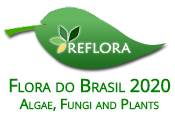 REFLORA
FLORA DO BRASIL 2020
ALGAE, FUNGI AND PLANTS